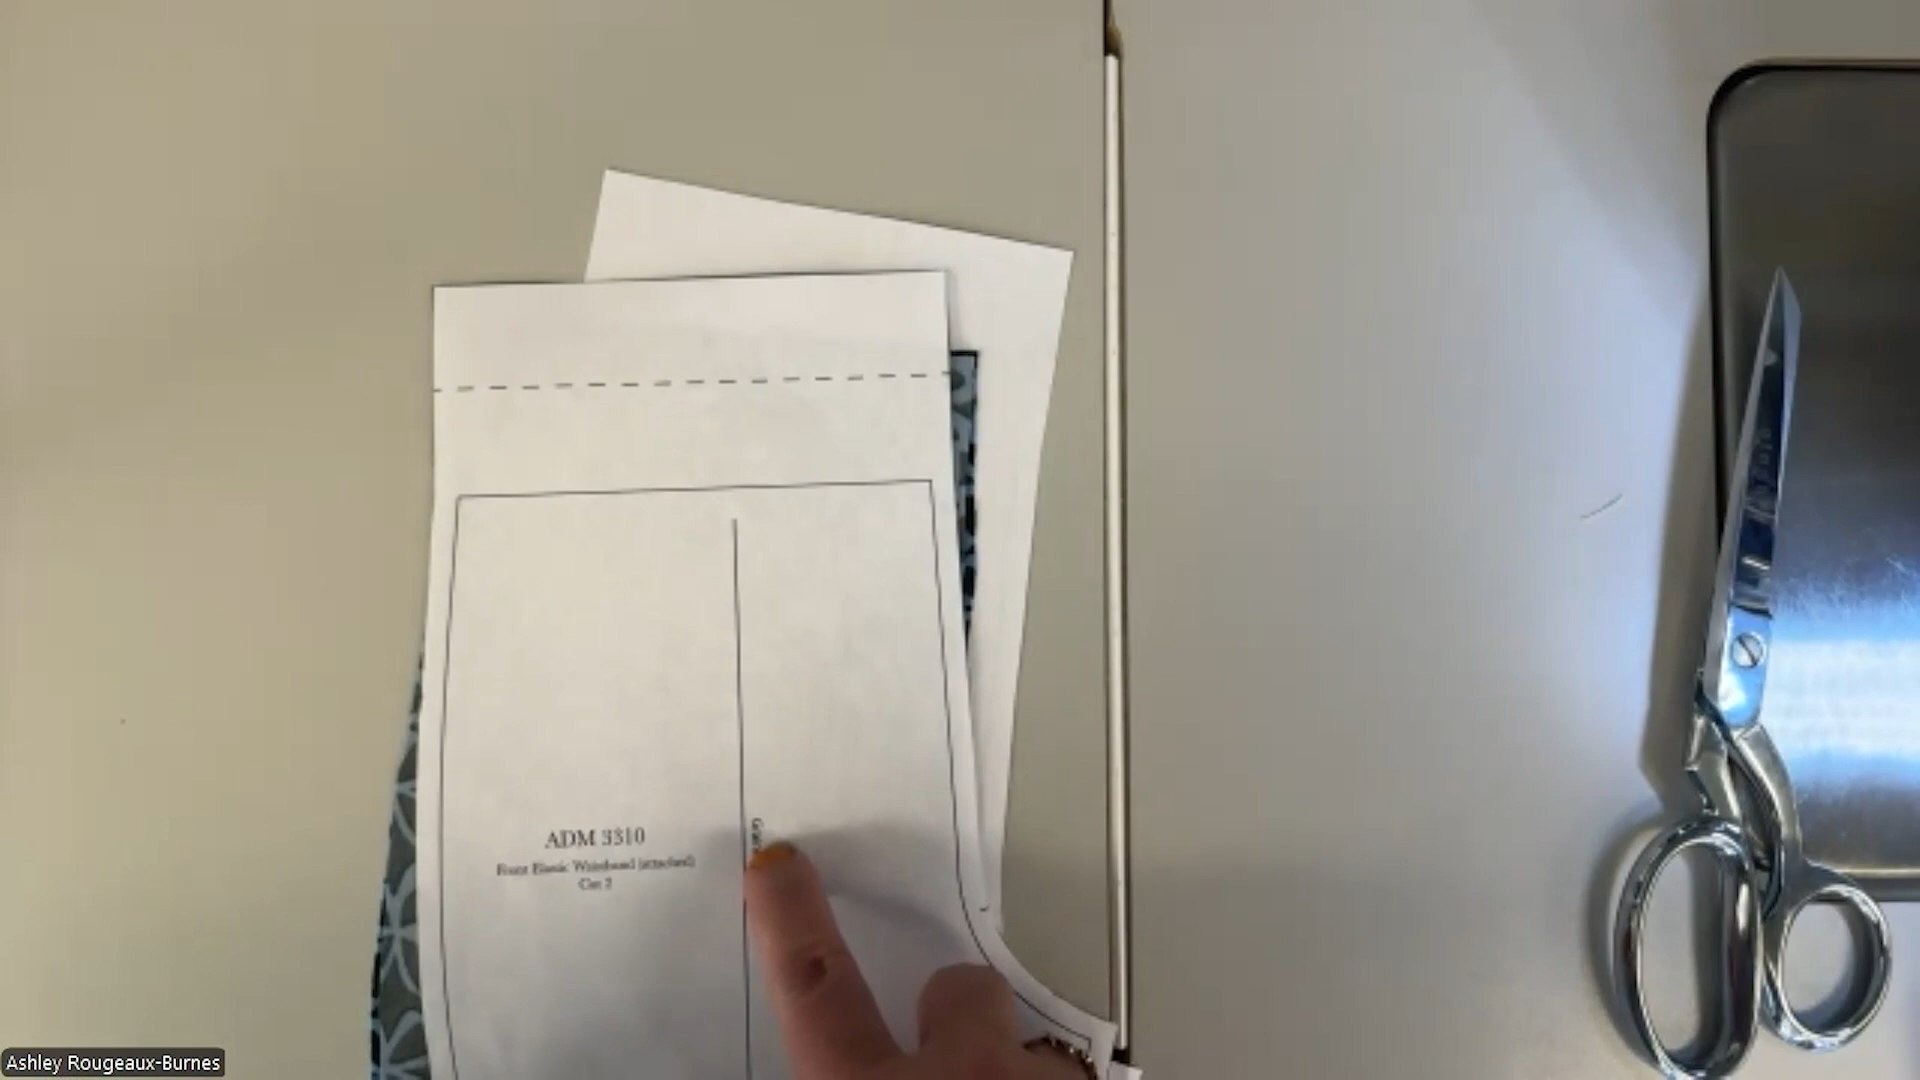 ADM 3310
Front Elastic Waistband (attached)
Cut 2
Ashley Rougeaux-Burnes